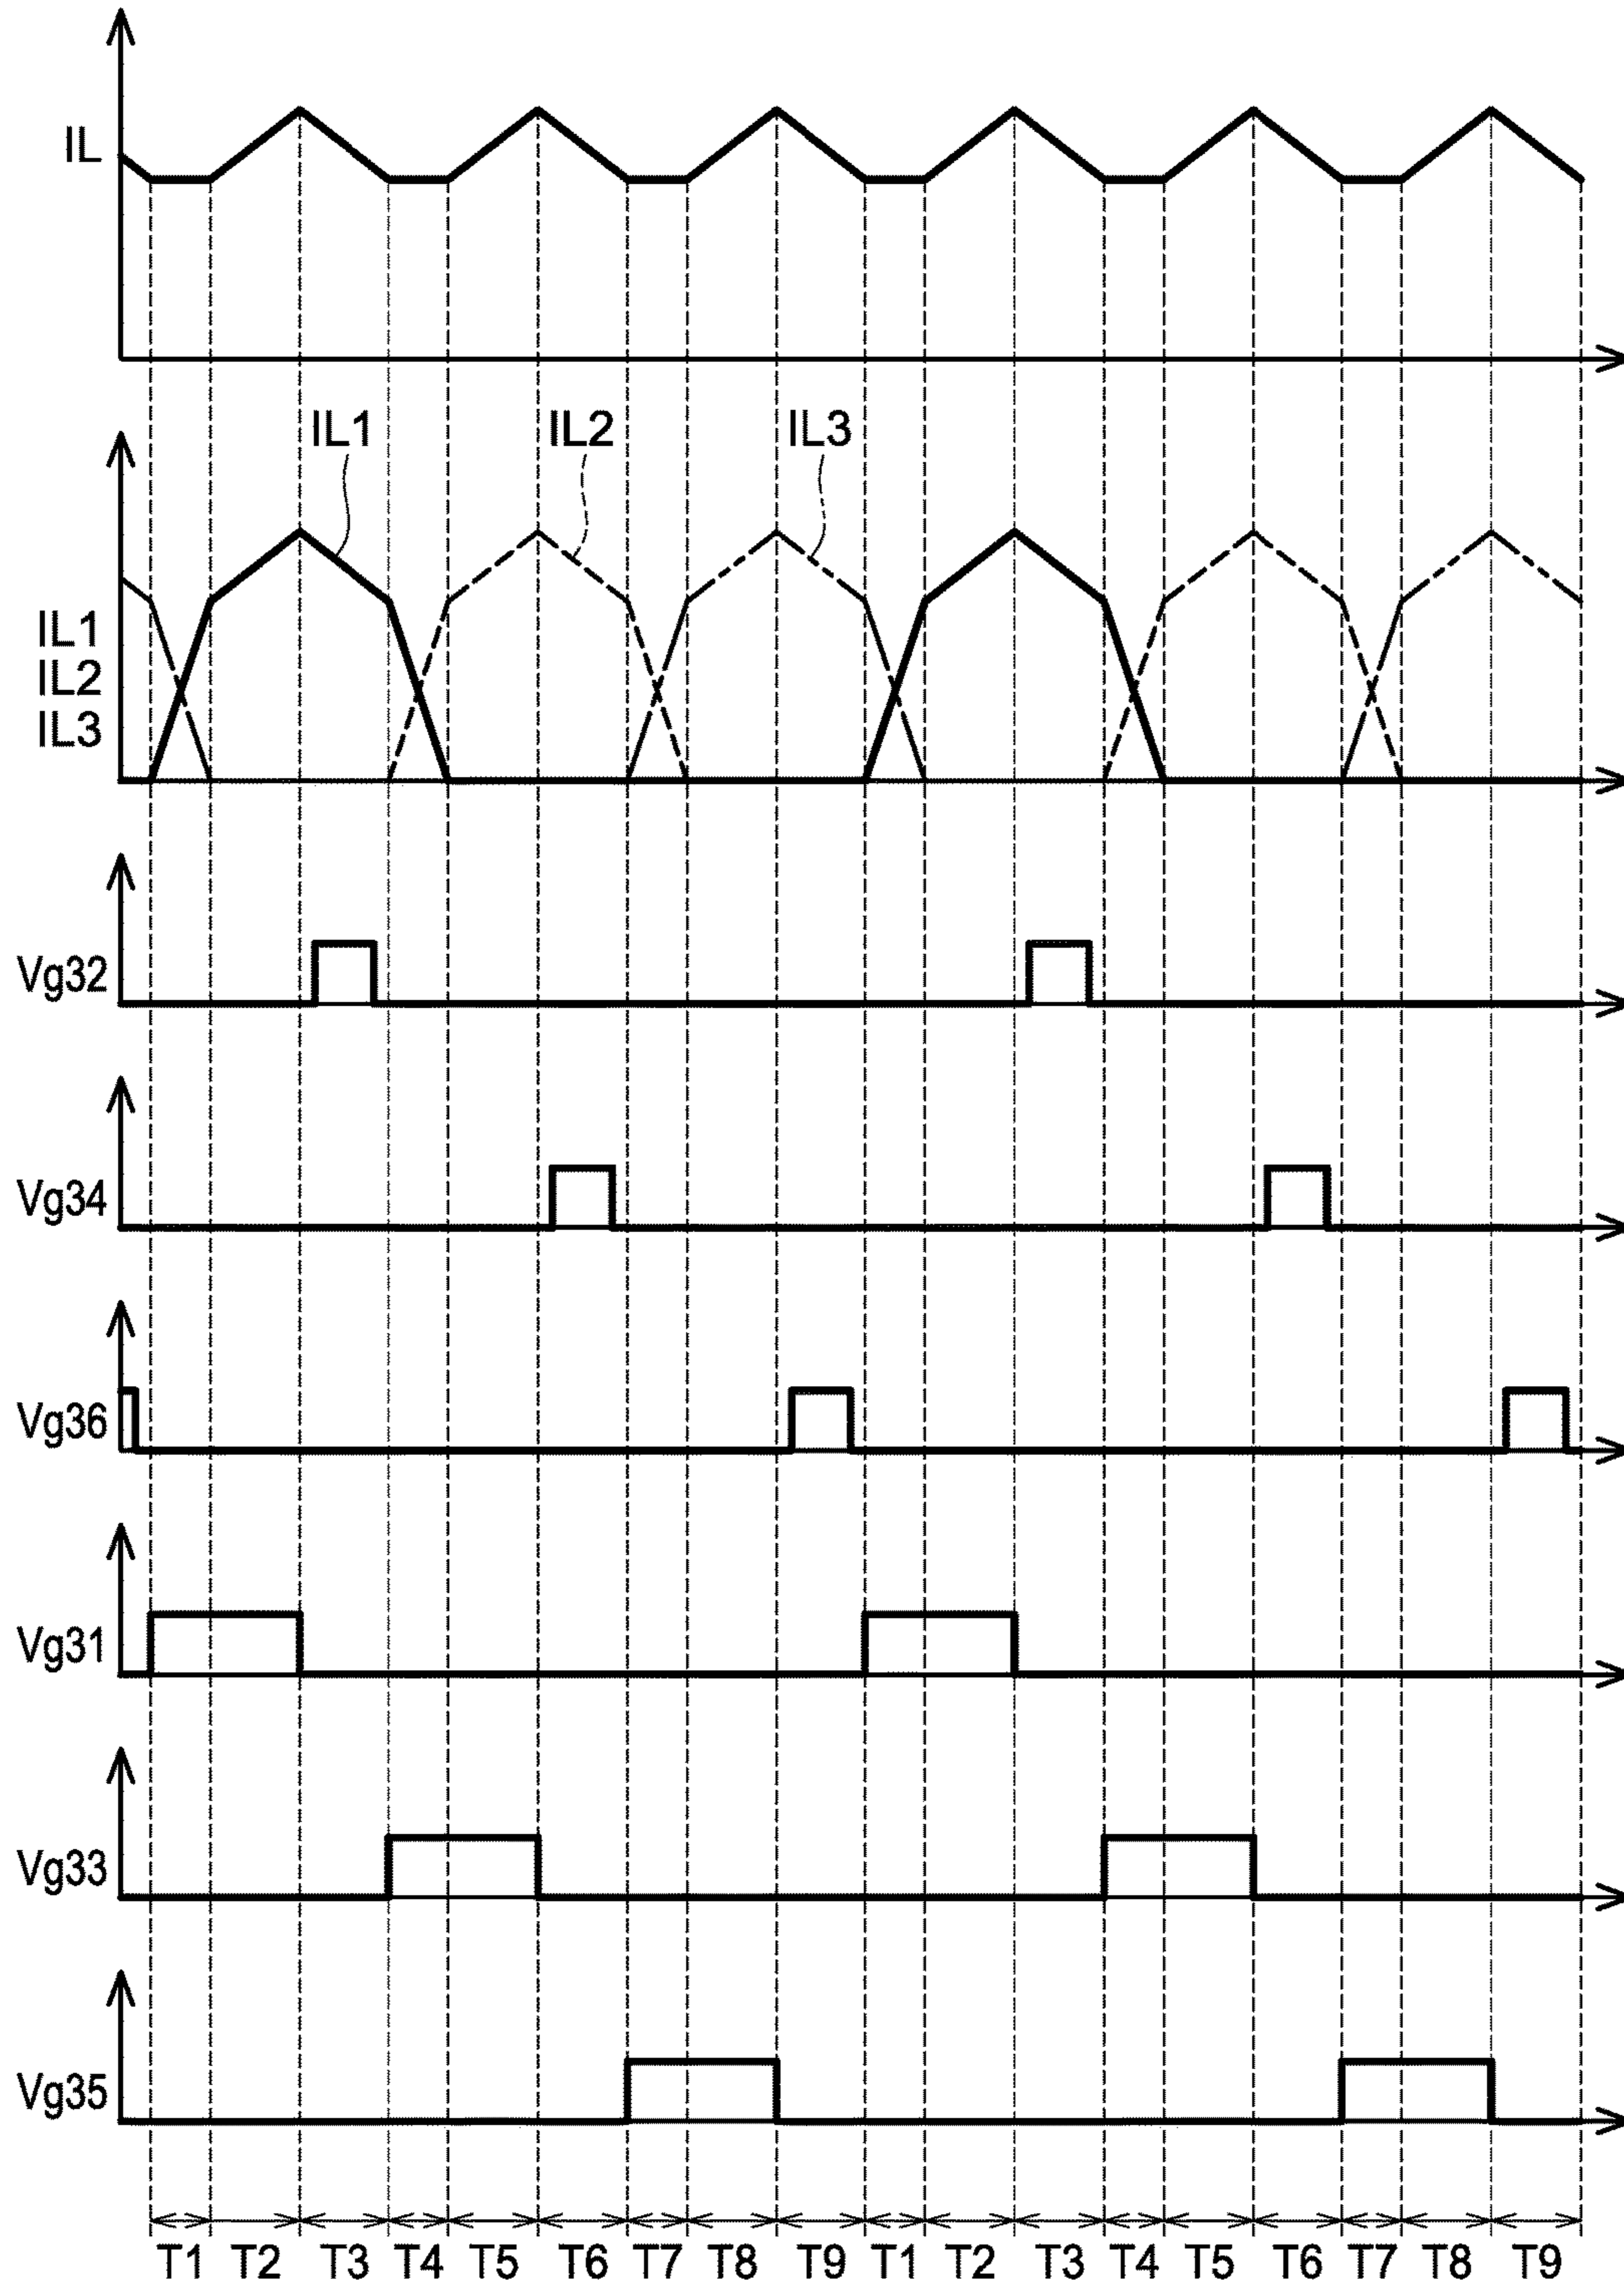 IL
IL1 IL2 IL3
IL1
IL2
IL3
Vg32
Vg34
Vg36
Vg31
Vg33
Vg35
T1 T2 T3 T4 T5 T6 T7 T8 T9 T1 T2 T3 T4 T5 T6 T7 T8 T9